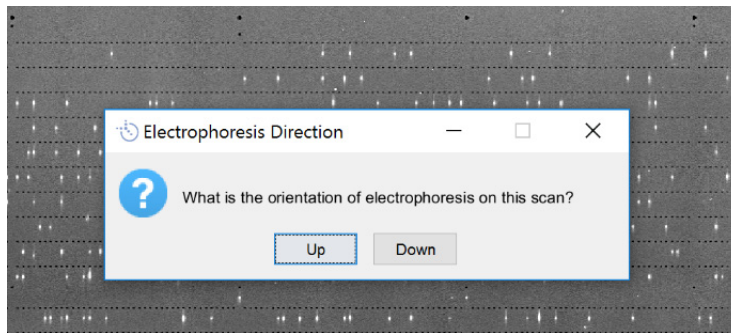 Electrophoresis Direction
What is the orientation of electrophoresis on this scan?
Up
Down